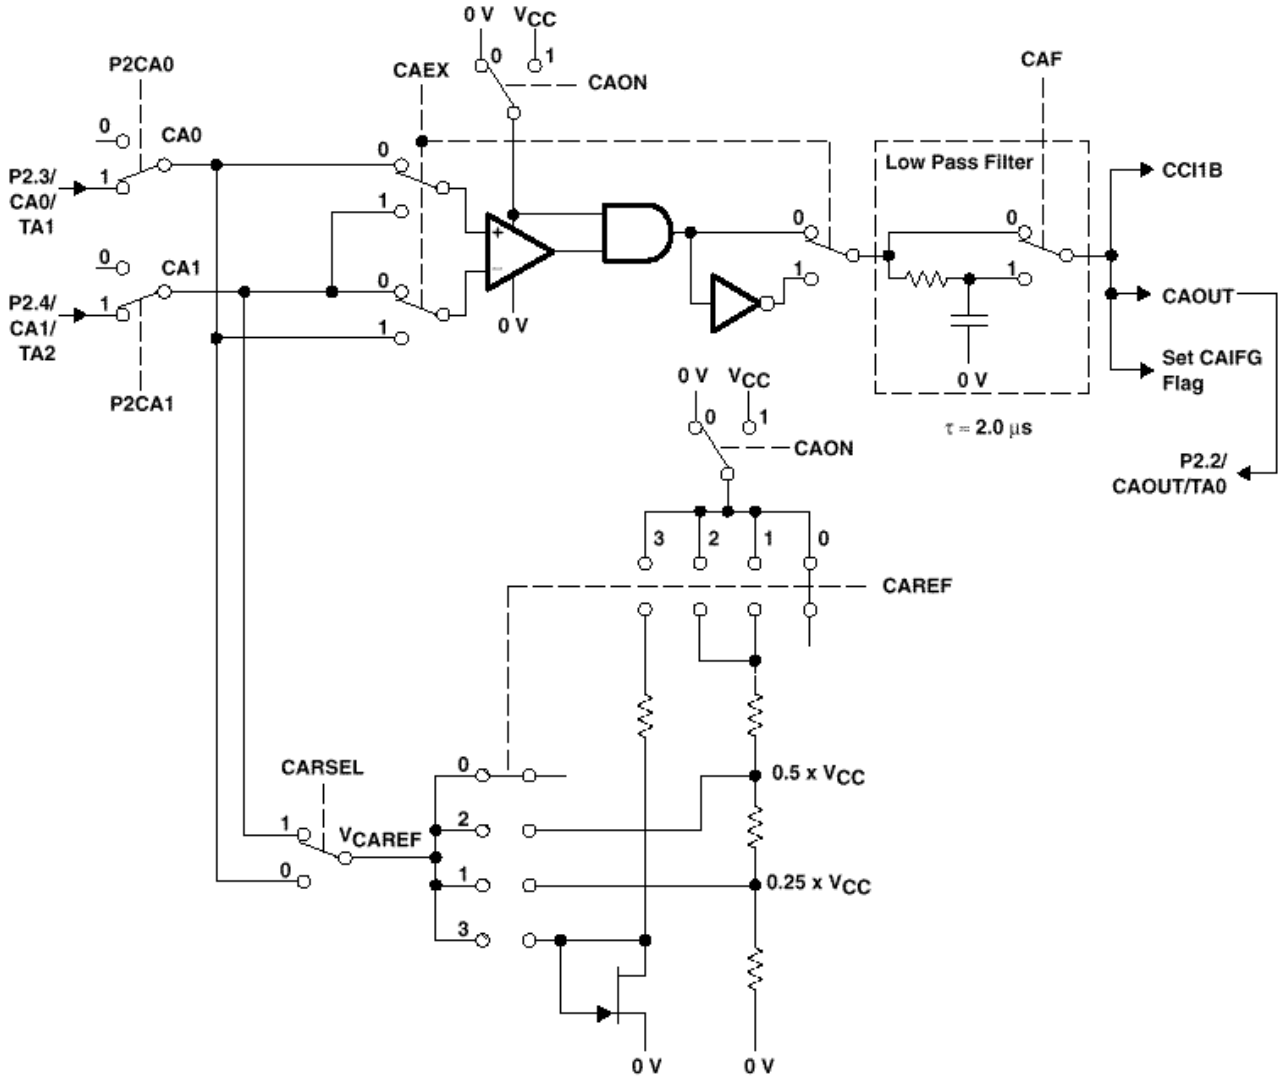 0 V VCC
0 1
P2CA0
CAEX
CAON
CAF
0
CA0
0
Low Pass Filter
P2.3/
CA0/
TA1
1
CCI1B
1
+
0
0
0
CA1
0
−
1
1
P2.4/
CA1/
TA2
1
CAOUT
1
0 V
Set CAIFG
Flag
0 V
P2CA1
0 V VCC
0 1
τ = 2.0 µs
CAON
P2.2/
CAOUT/TA0
3 2 1 0
CAREF
CARSEL
0
0.5 x VCC
1
VCAREF
2
0
1
0.25 x VCC
3
0 V 0 V